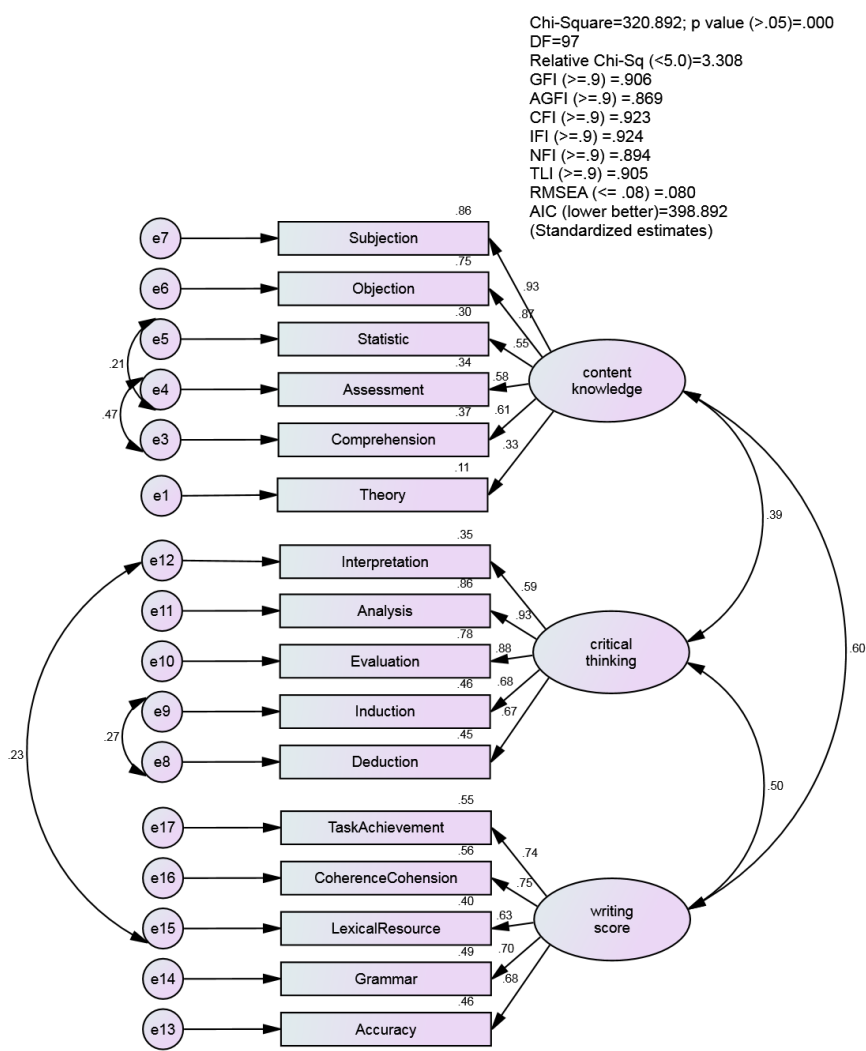 Chi-Square=320.892; p value (>.05)=.000
DF=97
Relative Chi-Sq (<5.0)=3.308
GFI (>=.9) =.906
AGFI (>=.9) =.869
CFI (>=.9) =.923
IFI (>=.9) =.924
NFI (>=.9) =.894
TLI (>=.9) =.905
RMSEA (<= .08) =.080
AIC (lower better)=398.892
(Standardized estimates)
.86
e7 Subjection
.75
.93
e6 Objection
.87
.30
e5 Statistic
.55
.21
.34
e4 Assessment
.58
content
knowledge
.47
.37
.61
e3 Comprehension
.33
.11
e1 Theory
.39
.35
e12 Interpretation
.59
.86
e11 Analysis
.93
.78
e10 Evaluation
.88
critical
thinking
.60
.46
.68
e9 Induction
.67
.27
.45
e8 Deduction
.23
.50
.55
e17 TaskAchievement
.74
.56
e16 CoherenceCohension
.75
.40
e15 LexicalResource
.63
writing
score
.49
.70
e14 Grammar
.68
.46
e13 Accuracy